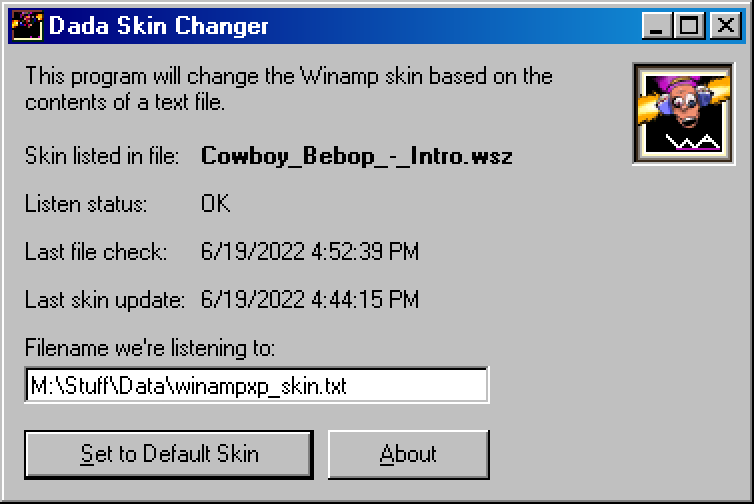 Dada Skin Changer
This program will change the Winamp skin based on the
contents of a text file.
Skin listed in file: Cowboy_Bebop_-_Intro.wsz
Listen status: OK
Last file check: 6/19/2022 4:52:39 PM
Last skin update: 6/19/2022 4:44:15 PM
Filename we're listening to:
M:\Stuff\Data\winampxp_skin.txt
Set to Default Skin About